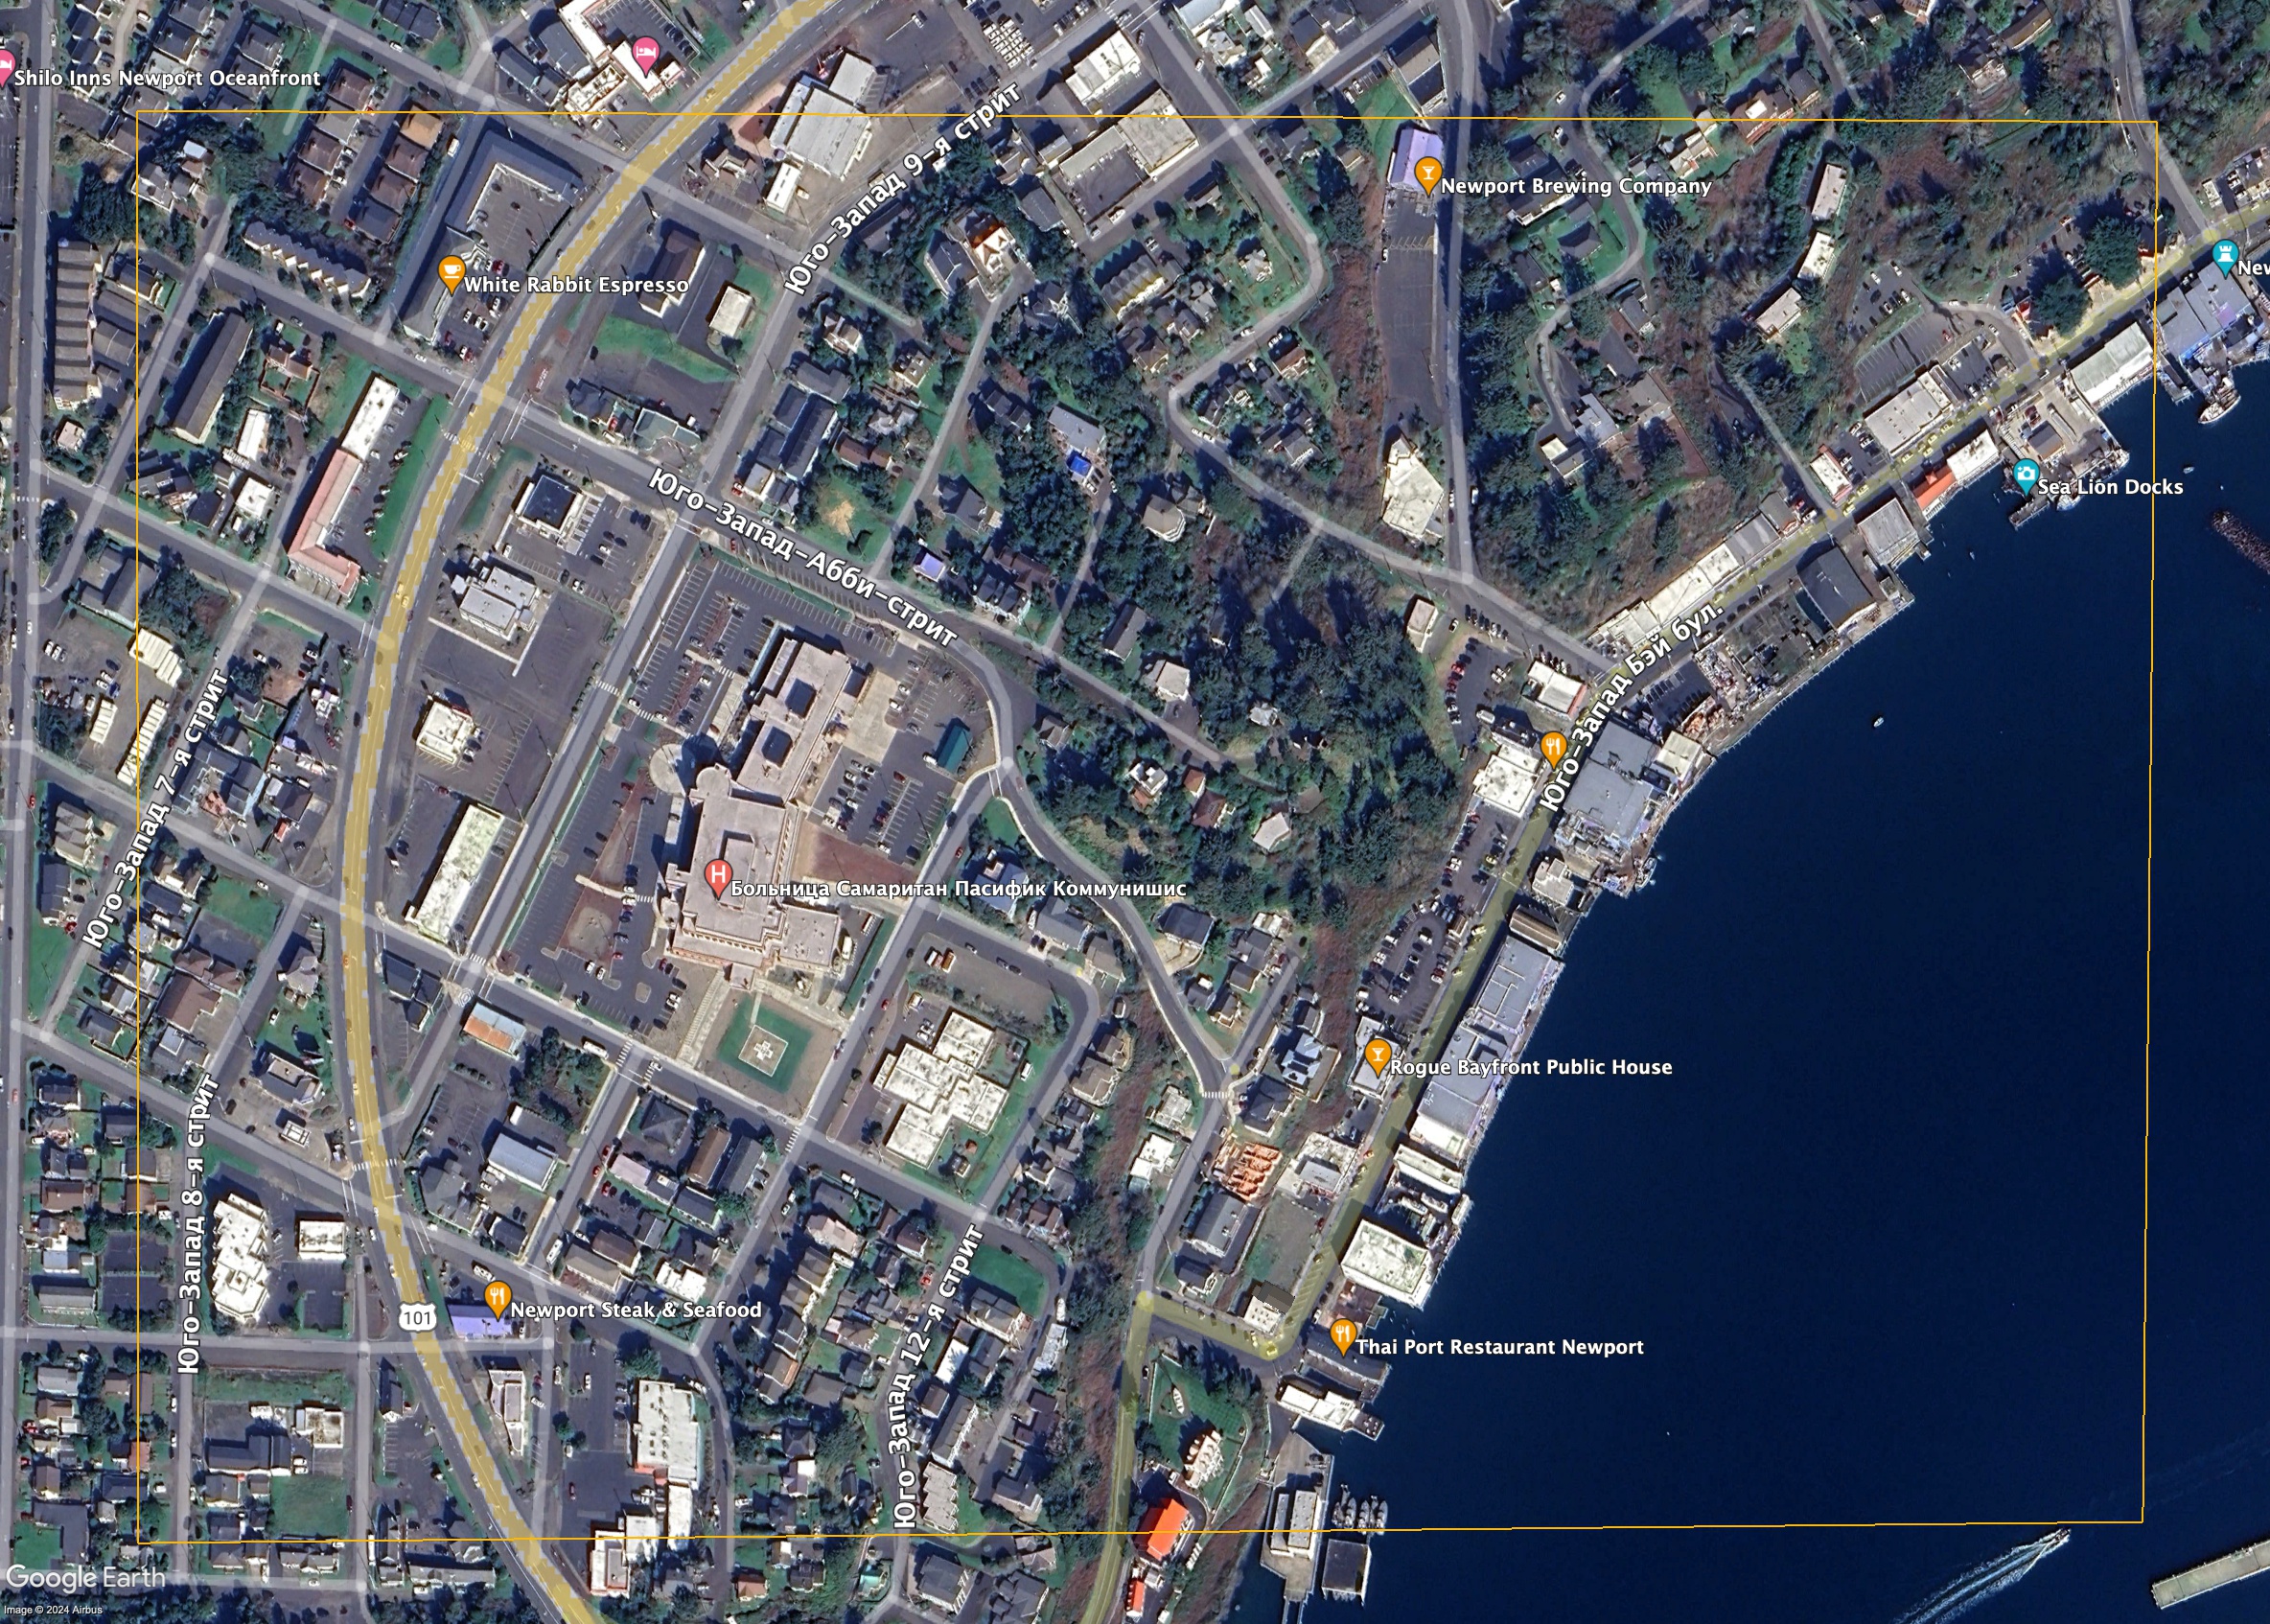 Shilo Inns Newport Oceanfront
Юго-Запад 9-я стрит
Newport Brewing Company
White Rabbit Espresso
New
Юго-Запад-Абби-стрит
Sea Lion Docks
Юго-Запад Бэй бул.
Юго-Запад 7-я стрит
Больница Самаритан Пасифик Коммунишис
Rogue Bayfront Public House
Юго-Запад 8-я стрит
Newport Steak & Seafood
101
Юго-Запад 12-я стрит
Thai Port Restaurant Newport
Google Earth
Image © 2024 Airbus